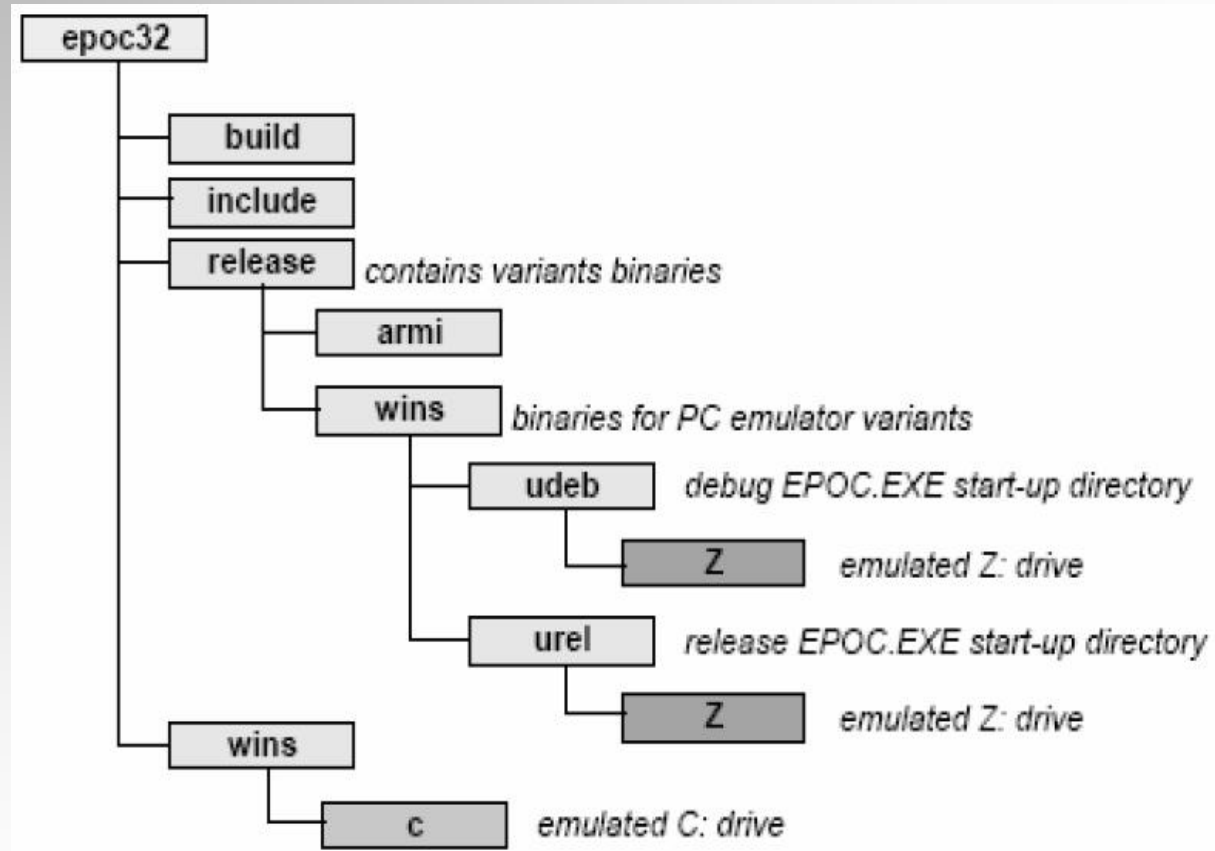 epoc32
build
include
release contains variants binaries
armi
wins binaries for PC emulator variants
udeb debug EPOC.EXE start-up directory
Z emulated Z: drive
urel release EPOC.EXE start-up directory
Z emulated Z: drive
wins
c emulated C: drive